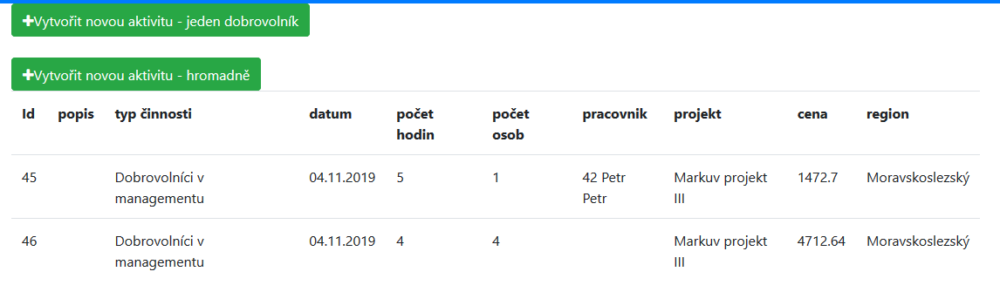 ✚Vytvořit novou aktivitu - jeden dobrovolník
✚Vytvořit novou aktivitu - hromadně
Id popis typ činnosti datum počet hodin počet osob pracovnik projekt cena region
45 Dobrovolníci v managementu 04.11.2019 5 1 42 Petr Petr Markuv projekt III 1472.7 Moravskoslezský
46 Dobrovolníci v managementu 04.11.2019 4 4 Markuv projekt III 4712.64 Moravskoslezský